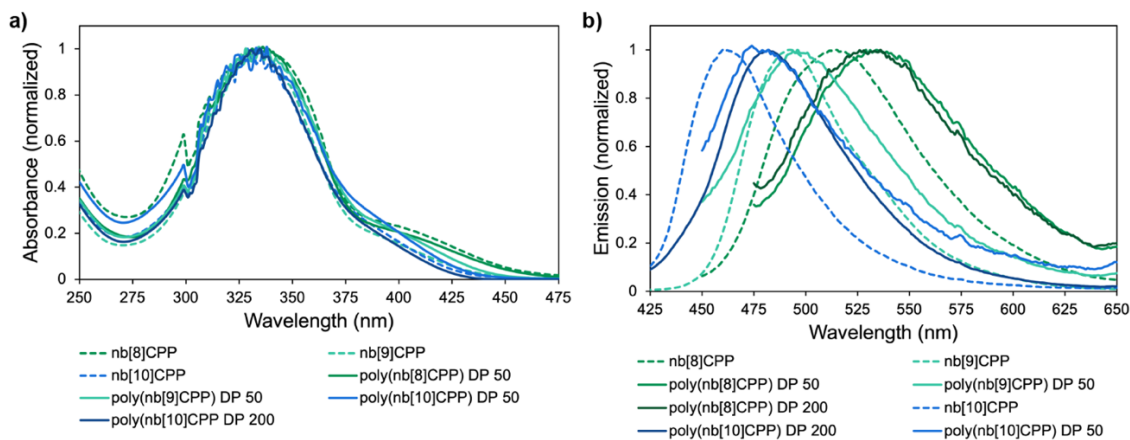 a)
Absorbance (normalized)
1
0.8
0.6
0.4
0.2
0
250 275 300 325 350 375 400 425 450 475
Wavelength (nm)
nb[8]CPP nb[9]CPP
nb[10]CPP poly(nb[8]CPP) DP 50
poly(nb[9]CPP) DP 50 poly(nb[10]CPP) DP 50
poly(nb[10]CPP DP 200
b)
Emission (normalized)
1
0.8
0.6
0.4
0.2
0
425 450 475 500 525 550 575 600 625 650
Wavelength (nm)
nb[8]CPP nb[9]CPP
poly(nb[8]CPP) DP 50 poly(nb[9]CPP) DP 50
poly(nb[8]CPP) DP 200 nb[10]CPP
poly(nb[10]CPP) DP 200 poly(nb[10]CPP) DP 50